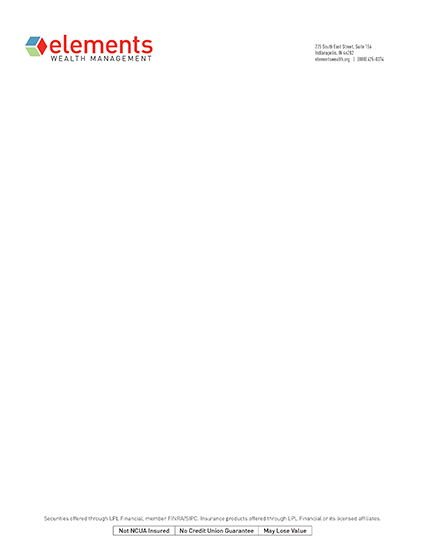 elements
WEALTH MANAGEMENT
225 South East Street, Suite 154
Indianapolis, IN 46202
elementswealth.org | (800) 425-0374
Securities offered through LPL Financial, member FINRA/SIPC. Insurance products offered through LPL Financial or its licensed affiliates.
Not NCUA Insured | No Credit Union Guarantee | May Lose Value